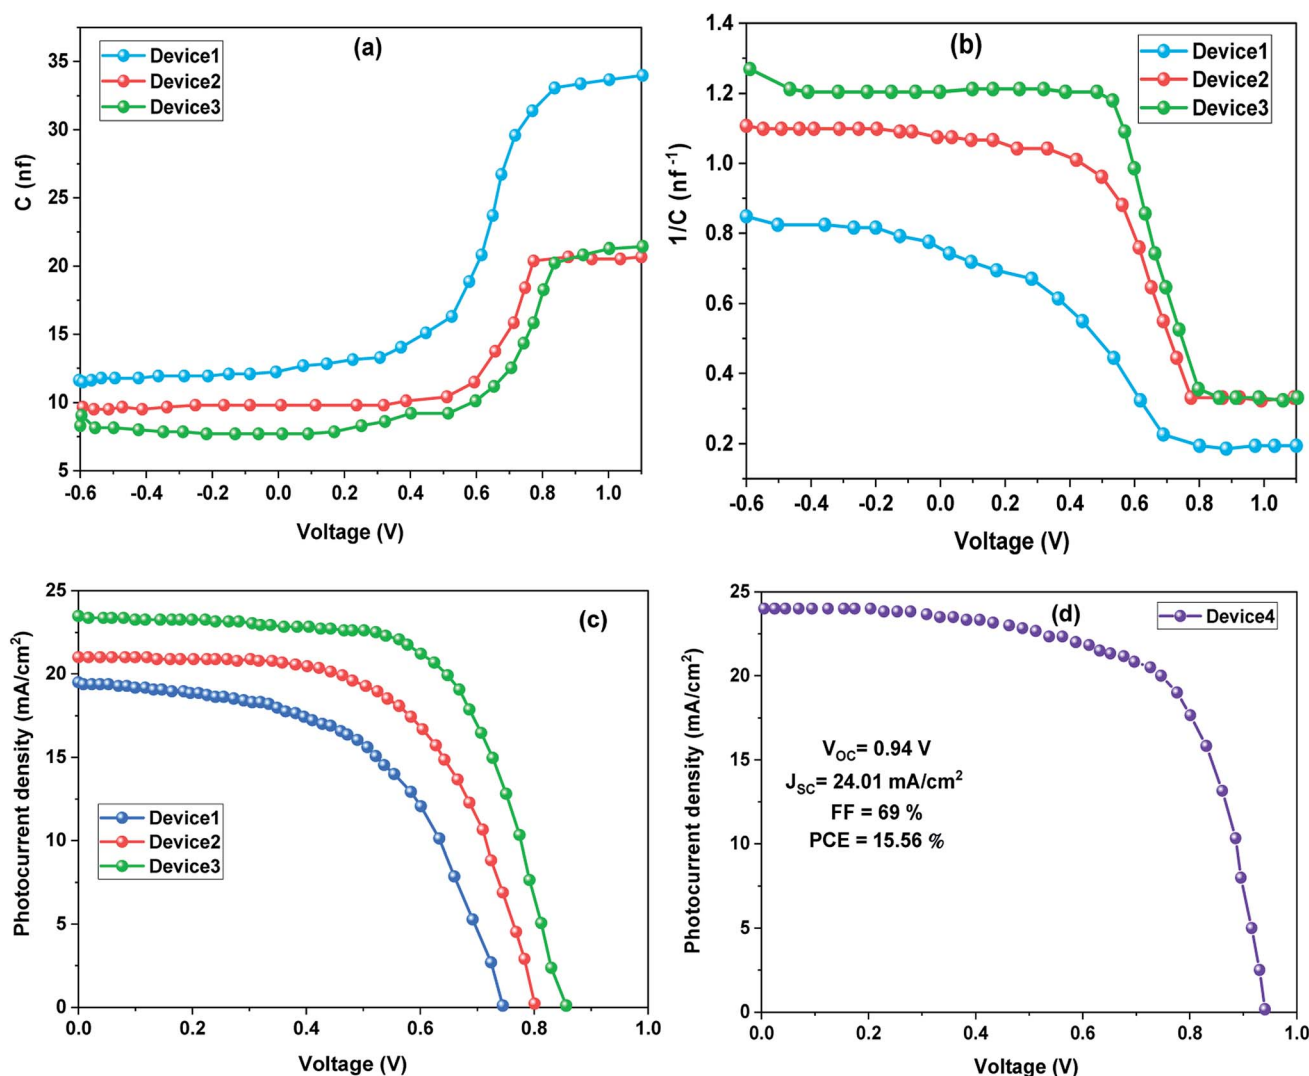 (a)
Device1
Device2
Device3
C (nf)
35
30
25
20
15
10
5
-0.6 -0.4 -0.2 0.0 0.2 0.4 0.6 0.8 1.0
Voltage (V)
(b)
Device1
Device2
Device3
1/C (nf⁻¹)
1.4
1.2
1.0
0.8
0.6
0.4
0.2
-0.6 -0.4 -0.2 0.0 0.2 0.4 0.6 0.8 1.0
Voltage (V)
(c)
Device1
Device2
Device3
Photocurrent density (mA/cm²)
25
20
15
10
5
0
0.0 0.2 0.4 0.6 0.8 1.0
Voltage (V)
(d)
Device4
V_OC= 0.94 V
J_SC= 24.01 mA/cm²
FF = 69 %
PCE = 15.56 %
Photocurrent density (mA/cm²)
25
20
15
10
5
0
0.0 0.2 0.4 0.6 0.8 1.0
Voltage (V)